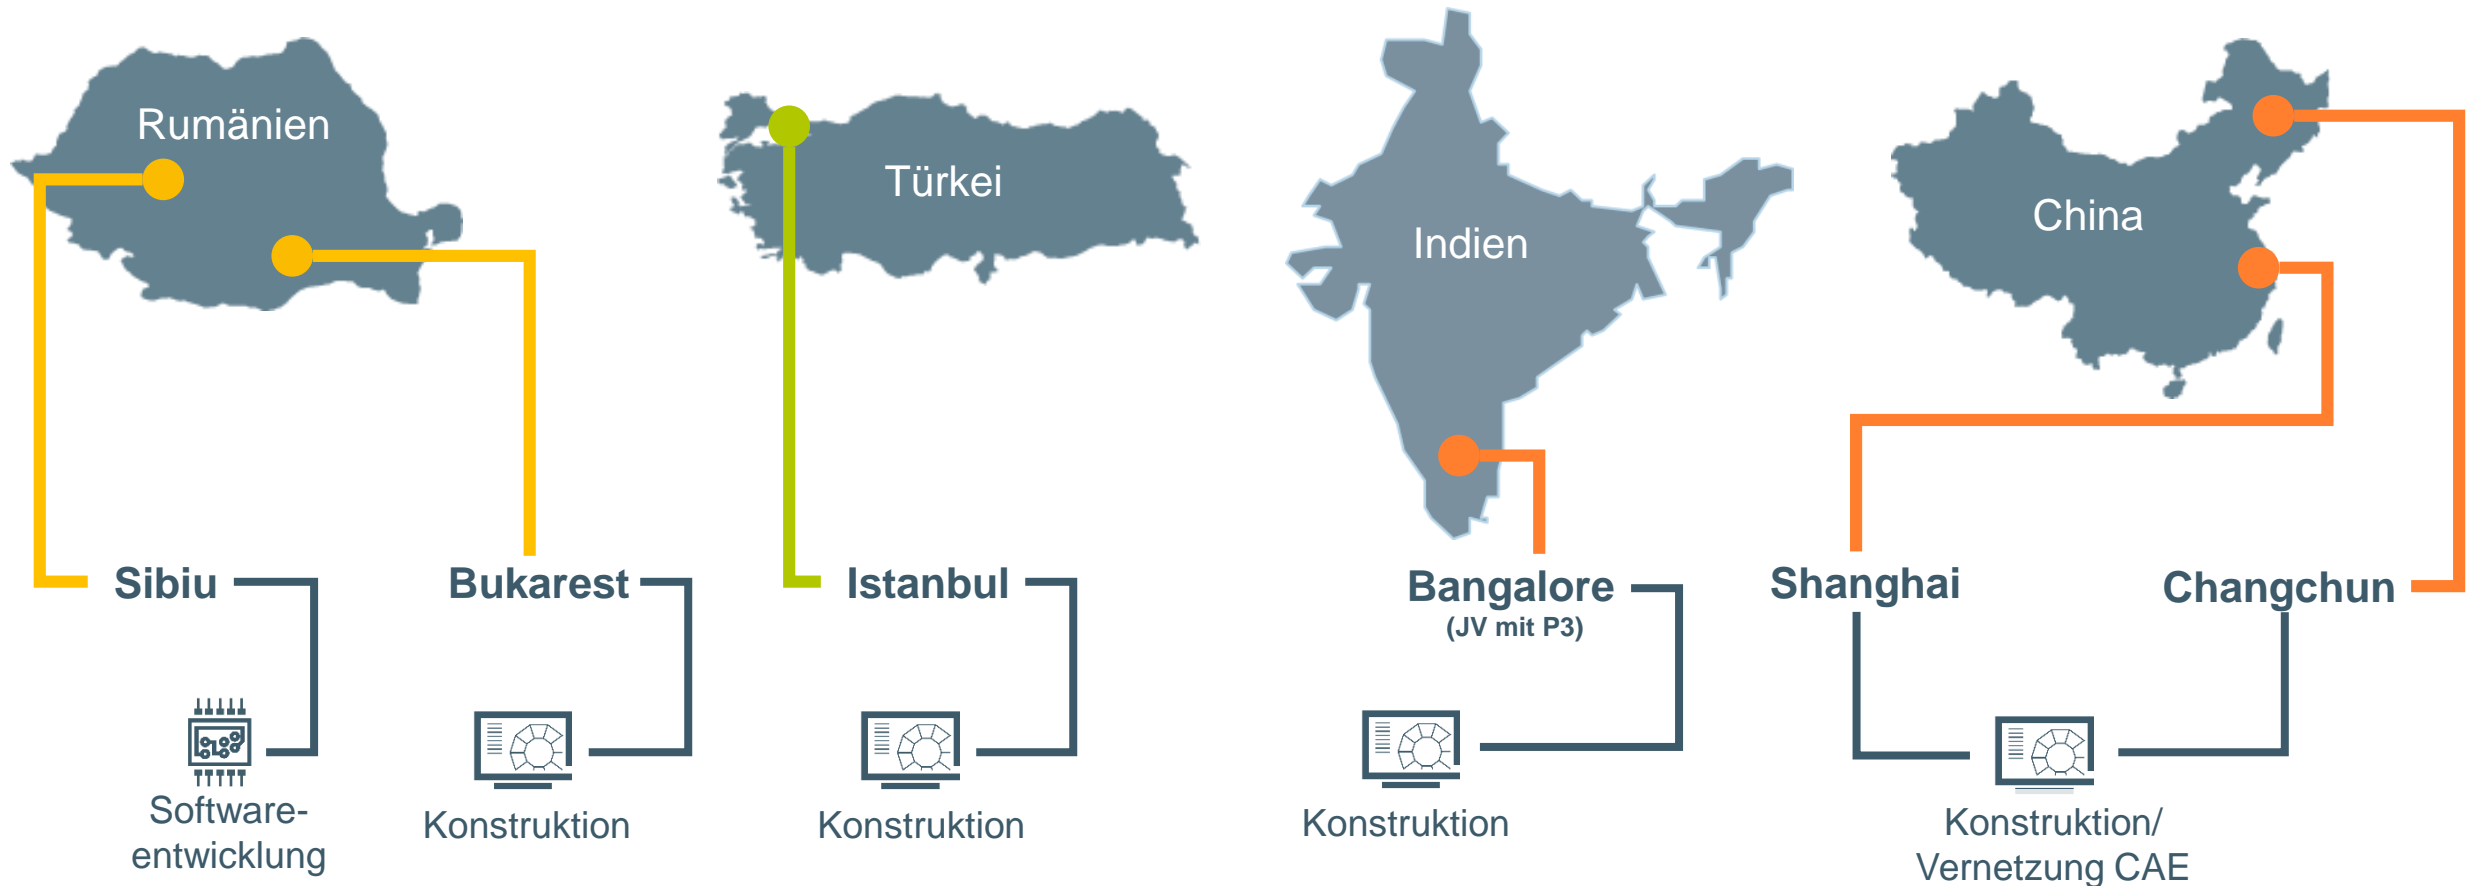 Rumänien
Türkei
Indien
China
Sibiu
Bukarest
Istanbul
Bangalore
(JV mit P3)
Shanghai
Changchun
Software-
entwicklung
Konstruktion
Konstruktion
Konstruktion
Konstruktion/
Vernetzung CAE